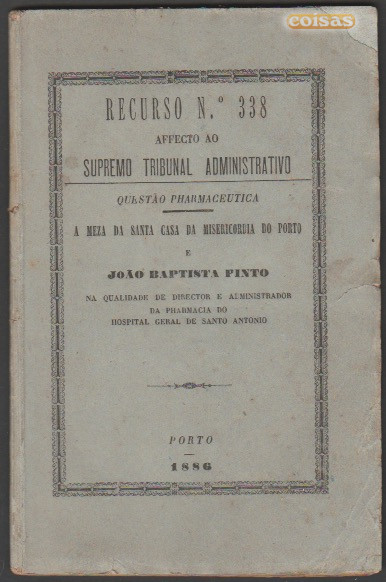 coisas
RECURSO N.º 338
AFFECTO AO
SUPREMO TRIBUNAL ADMINISTRATIVO
QUESTÃO PHARMACEUTICA
A MEZA DA SANTA CASA DA MISERICORDIA DO PORTO
E
JOÃO BAPTISTA PINTO
NA QUALIDADE DE DIRECTOR E ADMINISTRADOR
DA PHARMACIA DO
HOSPITAL GERAL DE SANTO ANTONIO
PORTO
1886